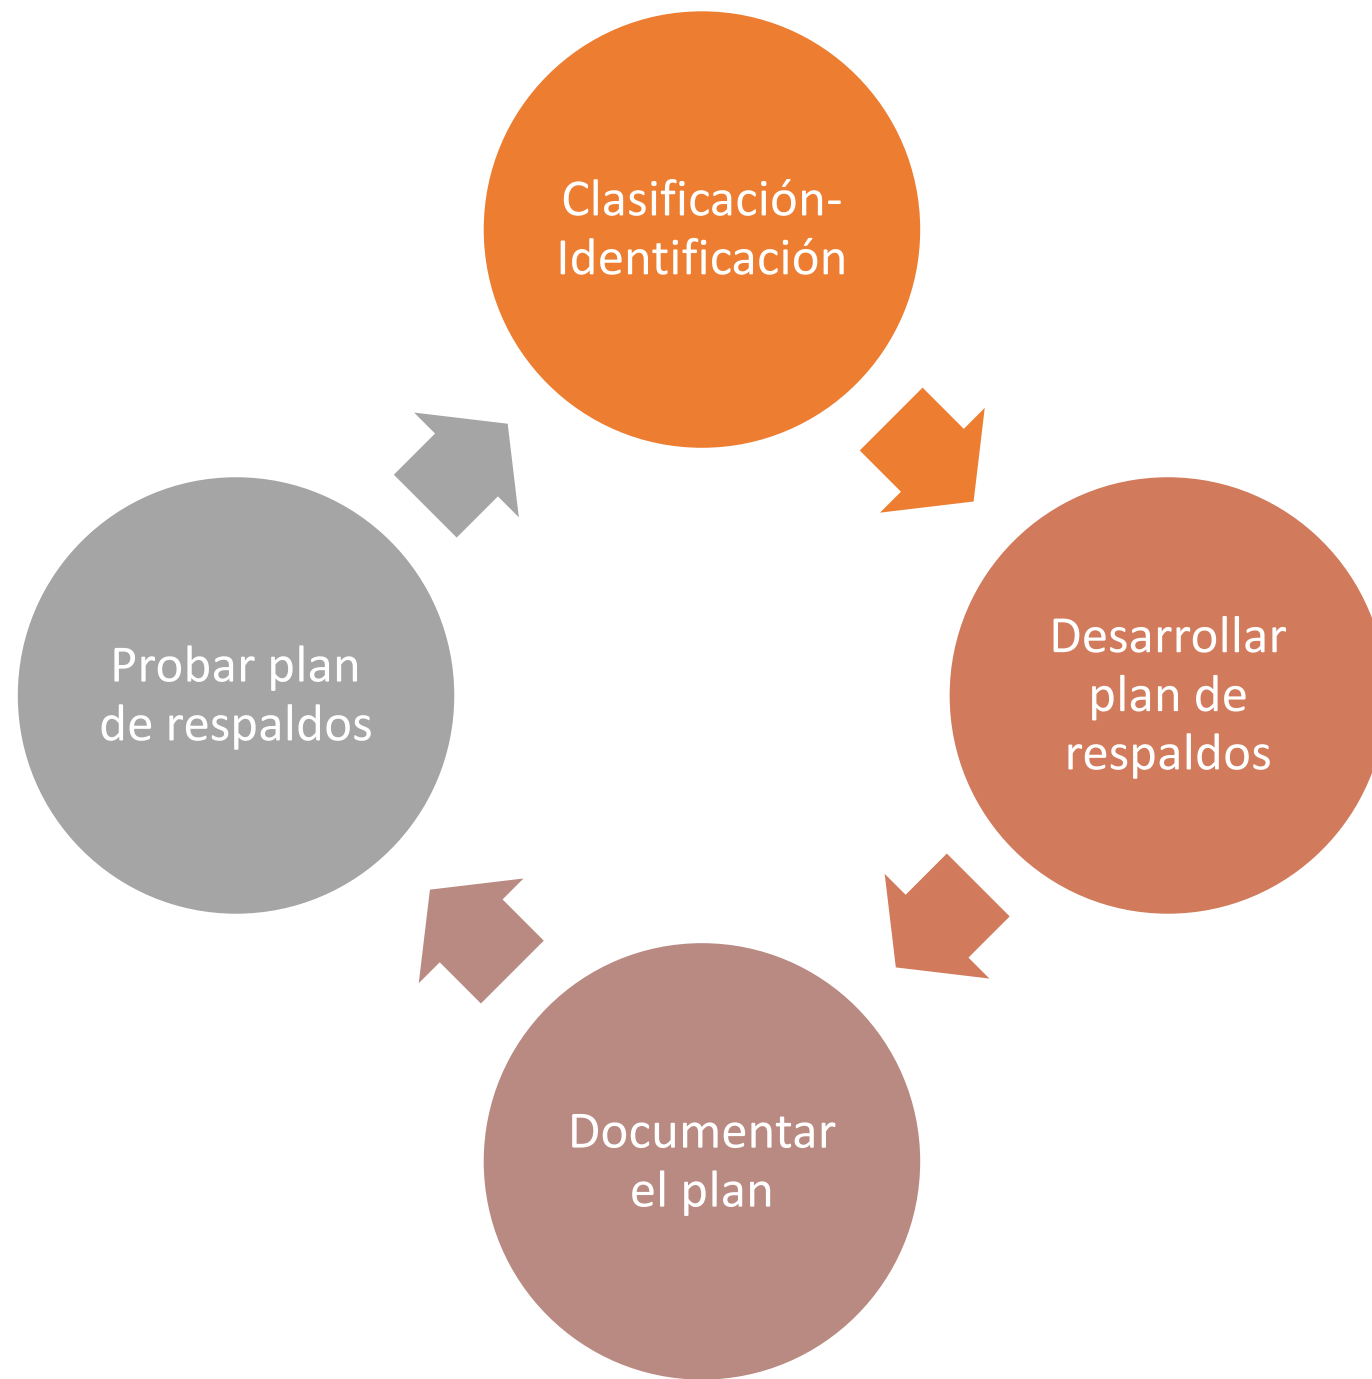 Clasificación-
Identificación
Desarrollar
plan de
respaldos
Documentar
el plan
Probar plan
de respaldos